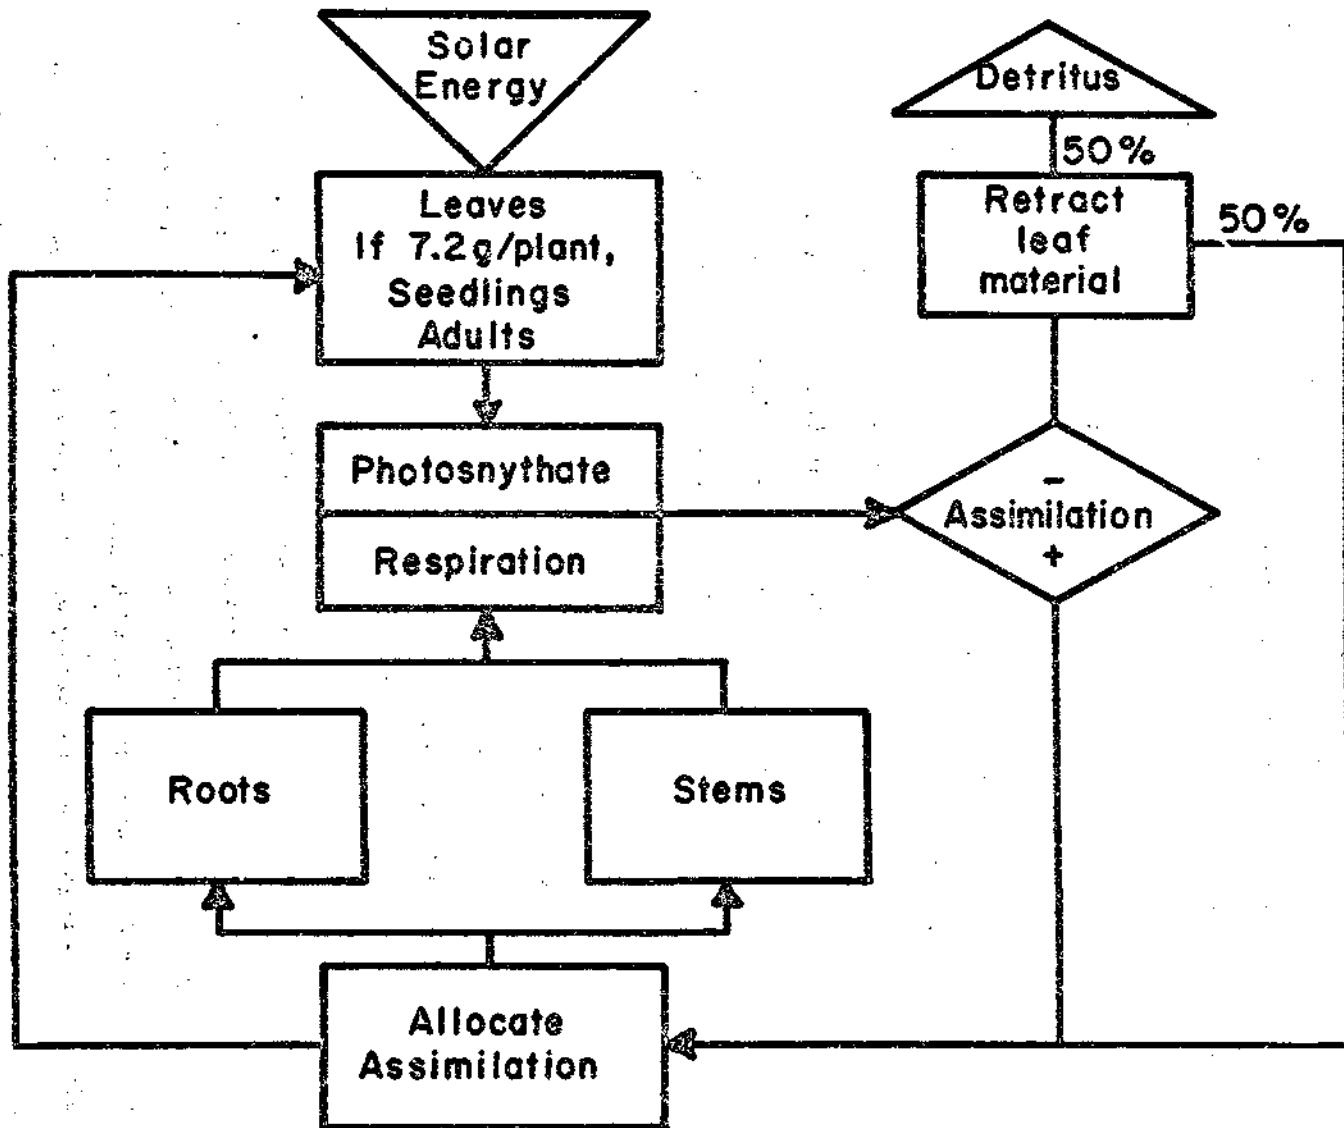 Solar
Energy
Leaves
If 7.2g/plant,
Seedlings
Adults
Photosnythate
Respiration
Roots
Stems
Allocate
Assimilation
Detritus
50%
Retract
leaf
material
50%
-
Assimilation
+